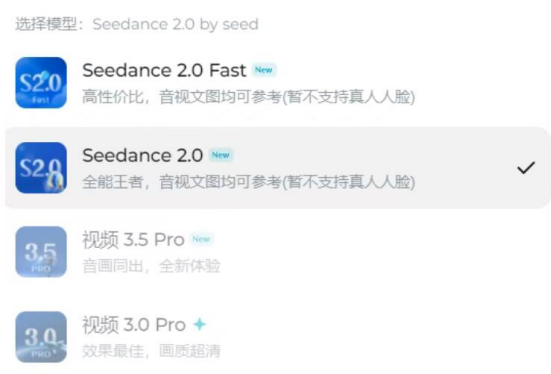 选择模型：Seedance 2.0 by seed
S2.0
Fast
Seedance 2.0 Fast New
高性价比，音视文图均可参考(暂不支持真人人脸)
S2.0
Seedance 2.0 New
全能王者，音视文图均可参考(暂不支持真人人脸)
3.5
PRO
视频 3.5 Pro New
音画同出，全新体验
3.0
PRO
视频 3.0 Pro
效果最佳，画质超清